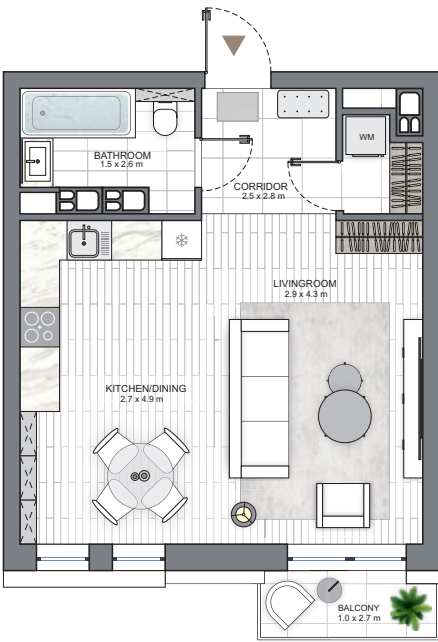 WM
BATHROOM
1.5 x 2.6 m
CORRIDOR
2.5 x 2.8 m
LIVINGROOM
2.9 x 4.3 m
KITCHEN/DINING
2.7 x 4.9 m
BALCONY
1.0 x 2.7 m